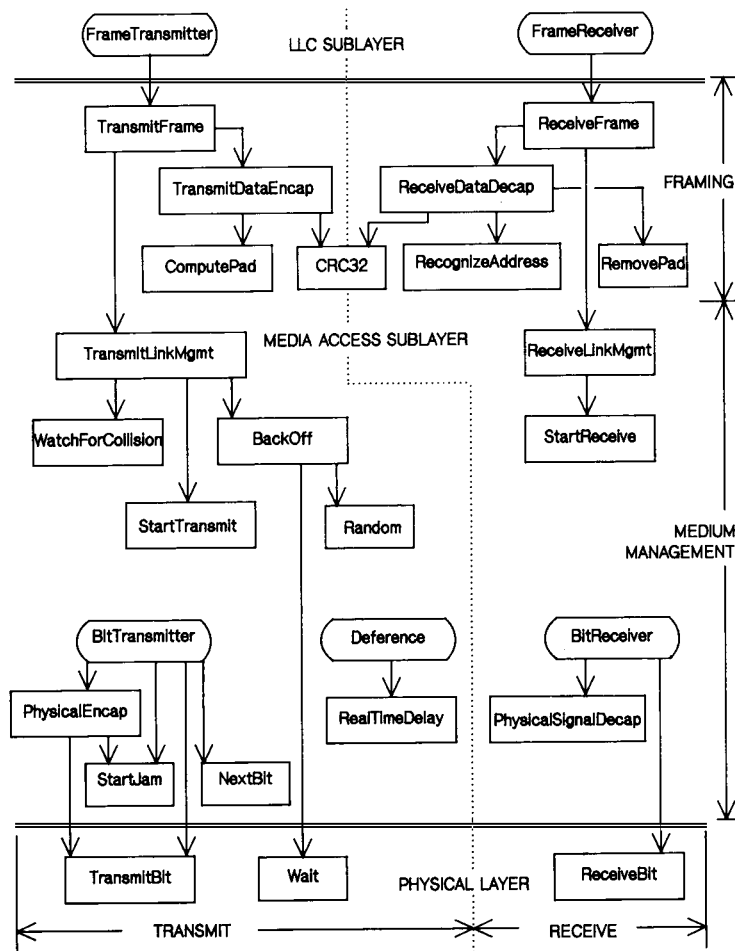 FrameTransmitter
LLC SUBLAYER
FrameReceiver
TransmitFrame
ReceiveFrame
TransmitDataEncap
ReceiveDataDecap
FRAMING
ComputePad
CRC32
RecognizeAddress
RemovePad
TransmitLinkMgmt
MEDIA ACCESS SUBLAYER
ReceiveLinkMgmt
WatchForCollision
BackOff
StartReceive
StartTransmit
Random
MEDIUM
MANAGEMENT
BitTransmitter
Deference
BitReceiver
PhysicalEncap
RealTimeDelay
PhysicalSignalDecap
StartJam
NextBit
TransmitBit
Wait
PHYSICAL LAYER
ReceiveBit
TRANSMIT
RECEIVE